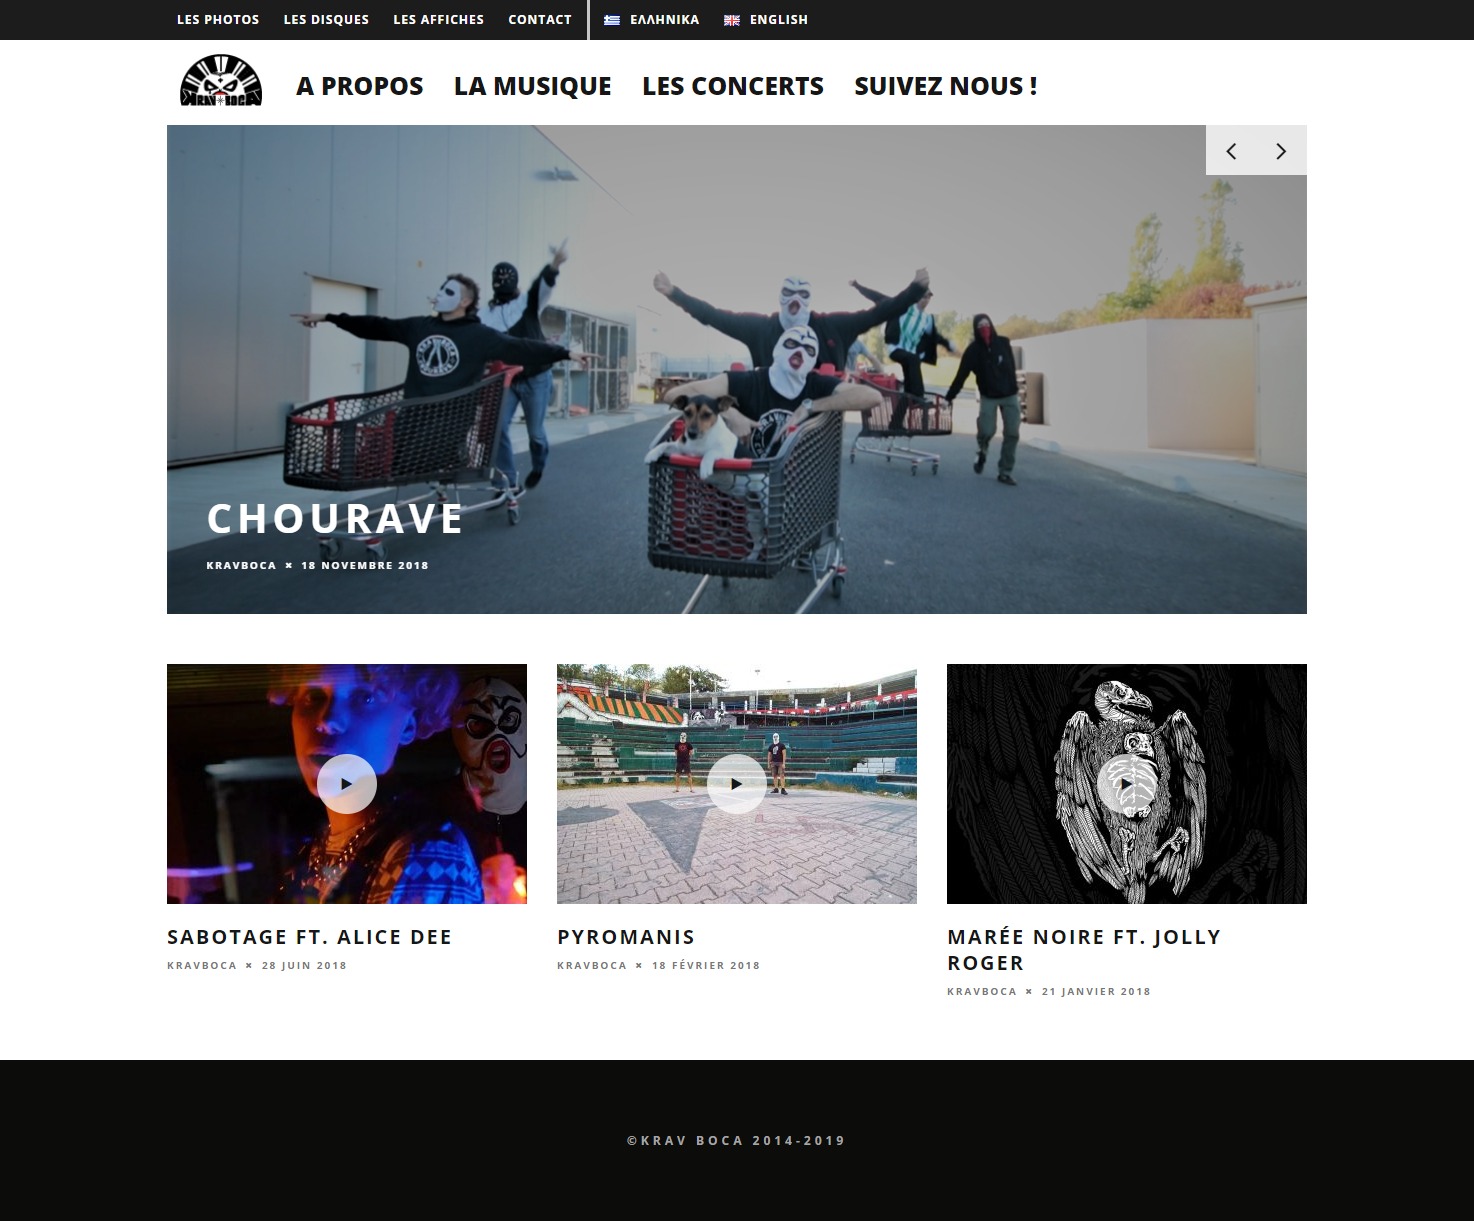 LES PHOTOS LES DISQUES LES AFFICHES CONTACT ΕΛΛΗΝΙΚΑ ENGLISH
KRAV BOCA
A PROPOS LA MUSIQUE LES CONCERTS SUIVEZ NOUS !
CHOURAVE
KRAVBOCA × 18 NOVEMBRE 2018
SABOTAGE FT. ALICE DEE
KRAVBOCA × 28 JUIN 2018
PYROMANIS
KRAVBOCA × 18 FÉVRIER 2018
MARÉE NOIRE FT. JOLLY
ROGER
KRAVBOCA × 21 JANVIER 2018
©KRAV BOCA 2014-2019